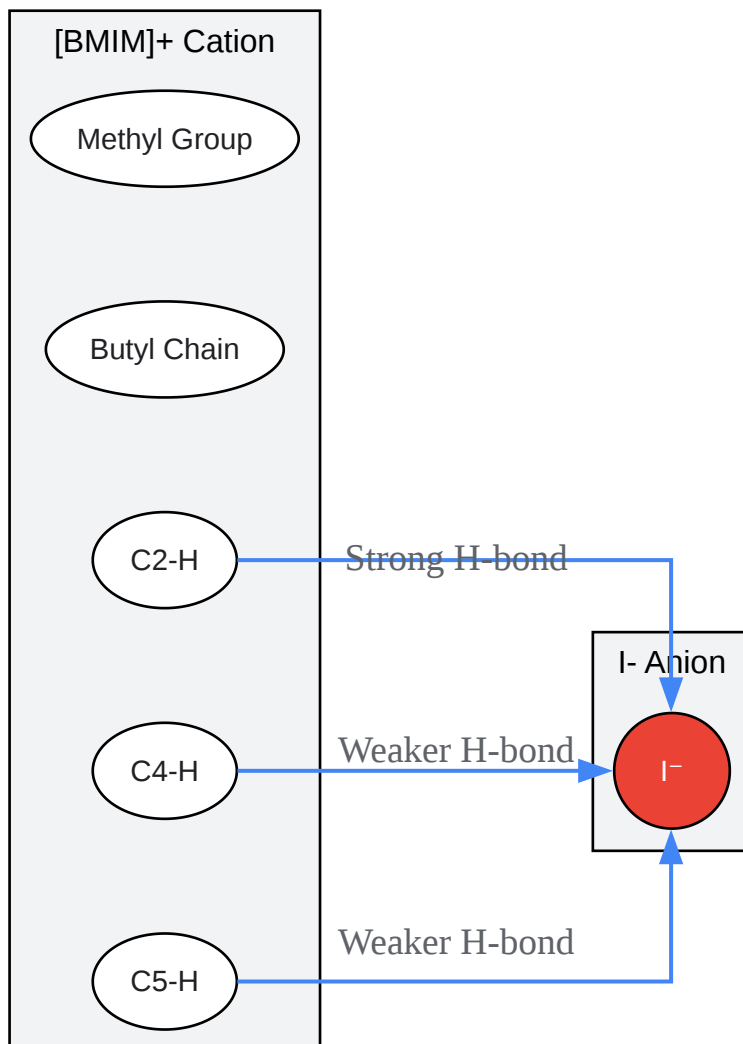 [BMIM]+ Cation
Methyl Group
Butyl Chain
C2-H
Strong H-bond
I- Anion
C4-H
Weaker H-bond
I⁻
C5-H
Weaker H-bond